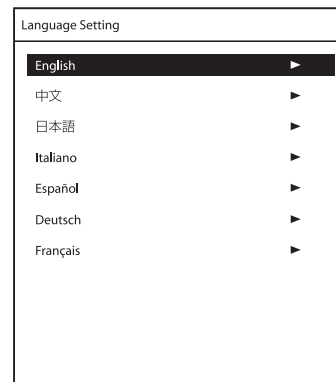 Language Setting
English
中文
日本語
Italiano
Español
Deutsch
Français